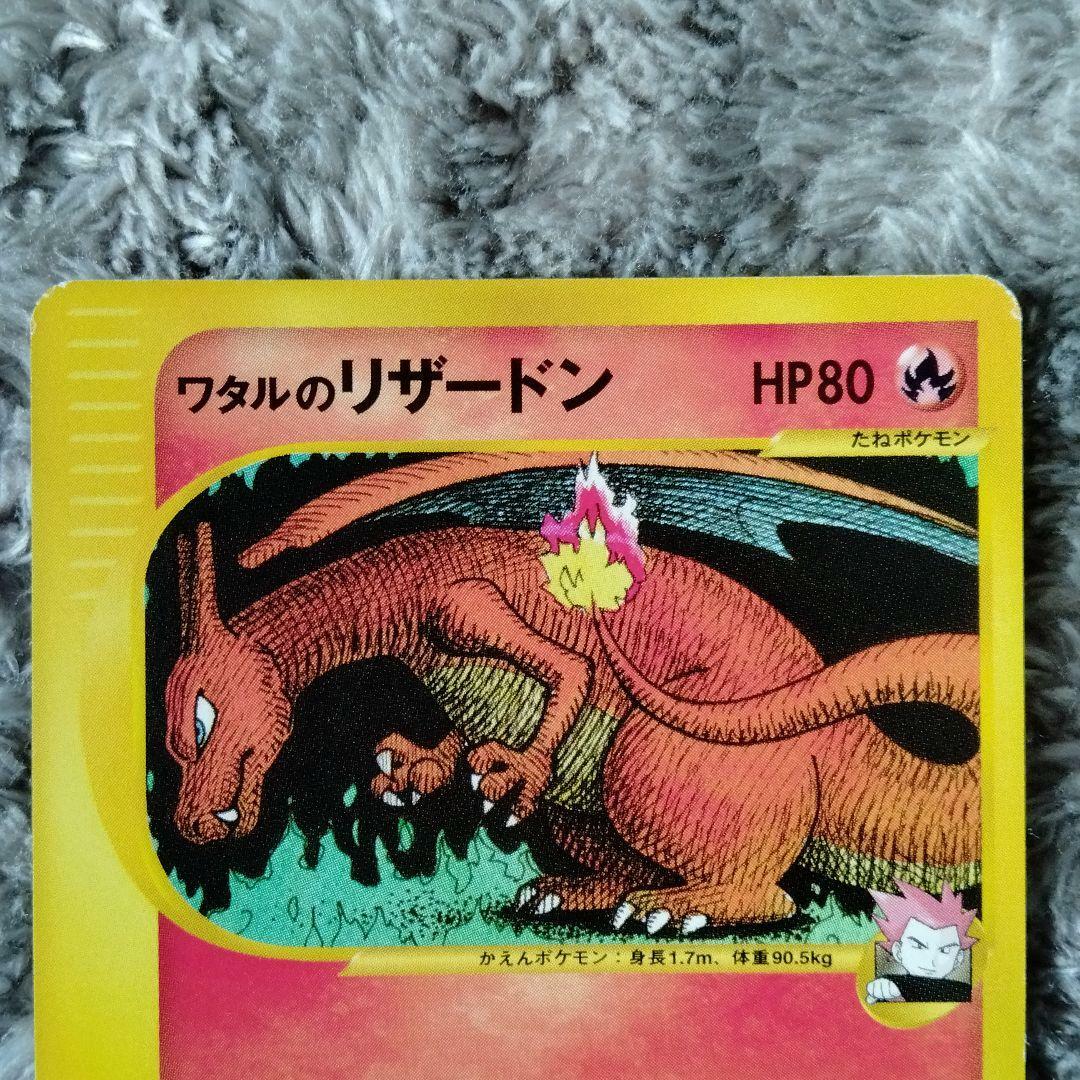 ワタルのリザードン HP80
たねポケモン
かえんポケモン：身長1.7m、体重90.5kg